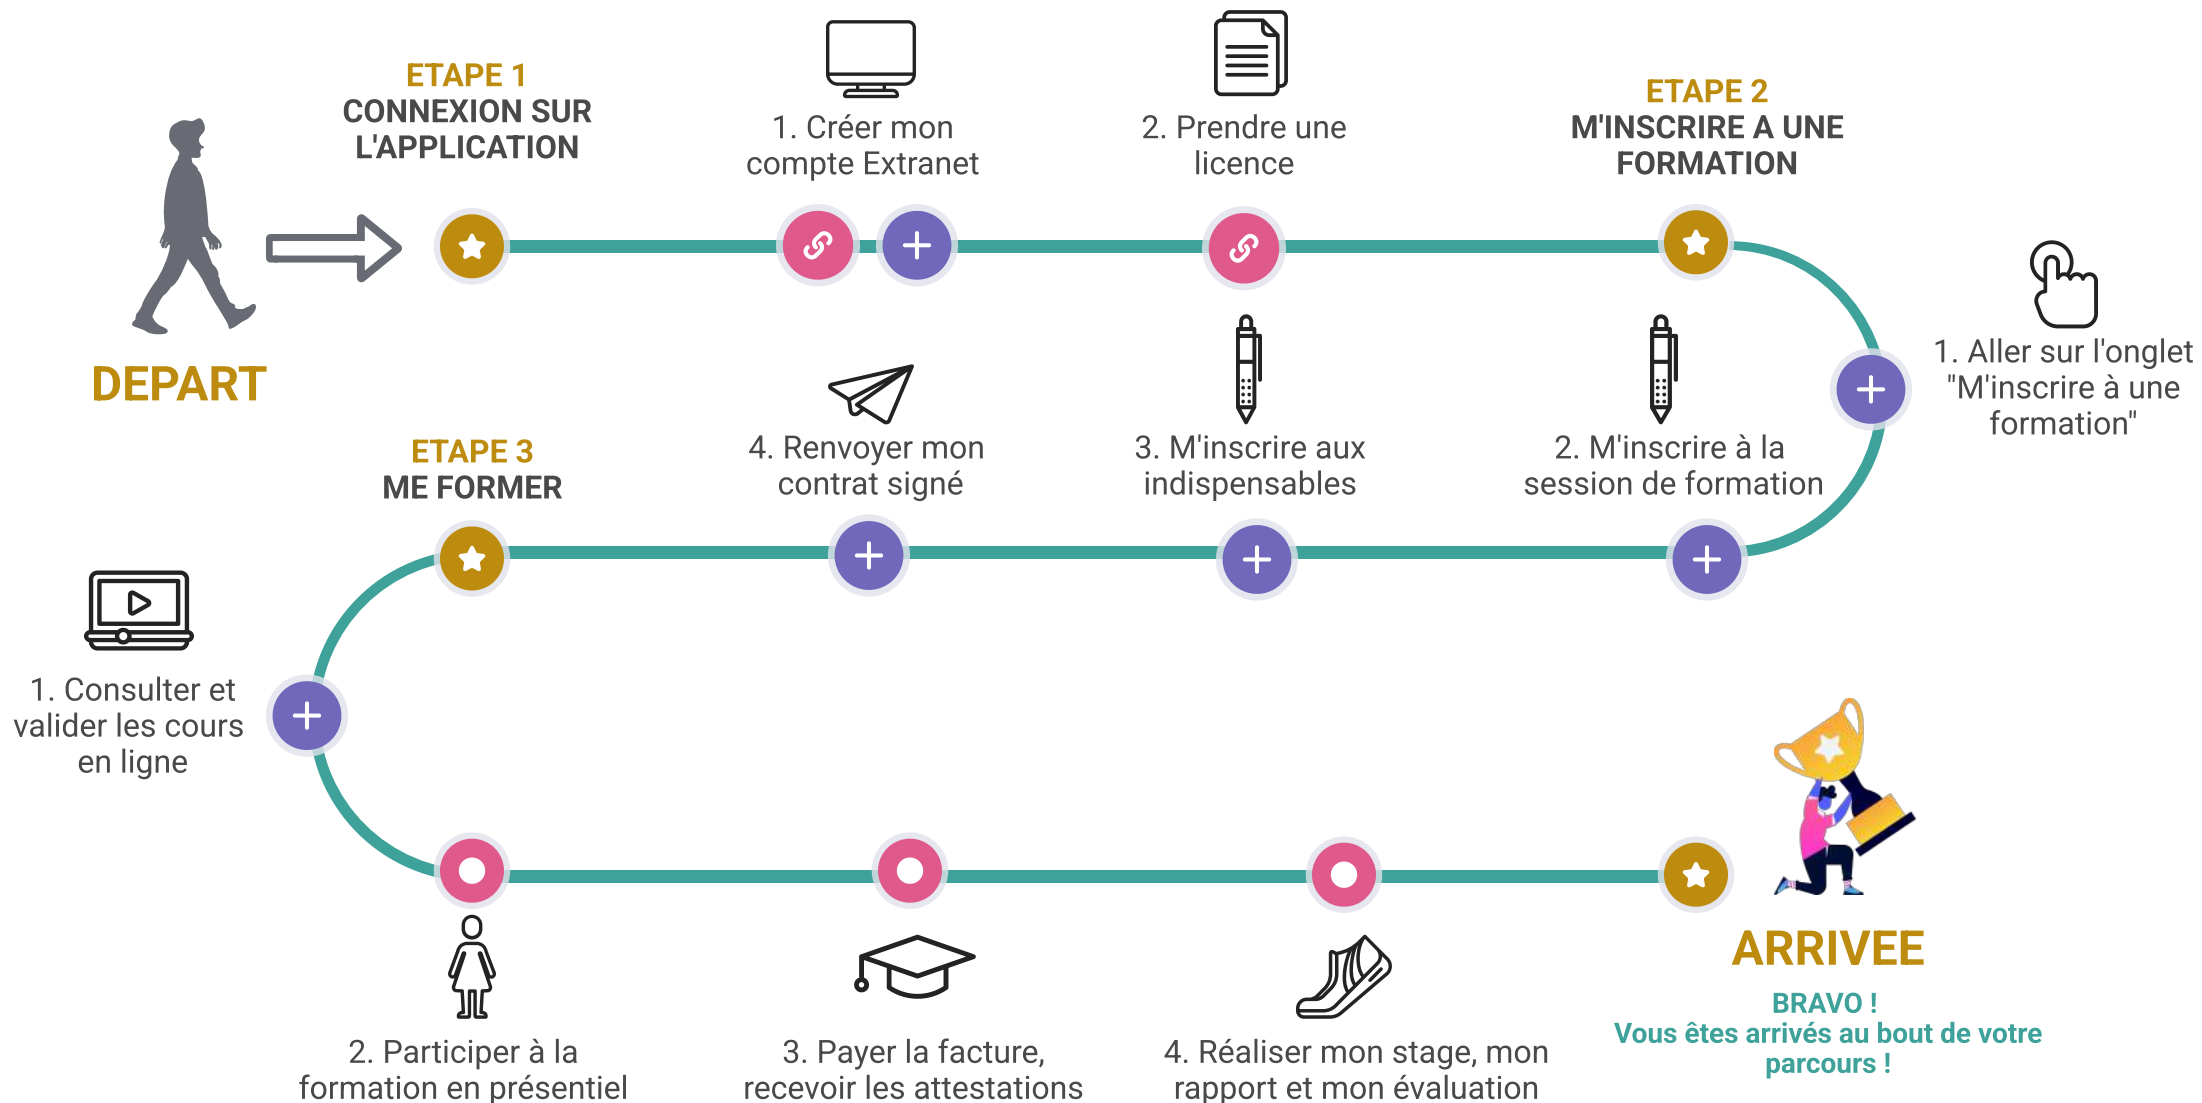 ETAPE 1
CONNEXION SUR
L'APPLICATION
1. Créer mon
compte Extranet
2. Prendre une
licence
ETAPE 2
M'INSCRIRE A UNE
FORMATION
DEPART
1. Aller sur l'onglet
"M'inscrire à une
formation"
2. M'inscrire à la
session de formation
3. M'inscrire aux
indispensables
4. Renvoyer mon
contrat signé
ETAPE 3
ME FORMER
1. Consulter et
valider les cours
en ligne
2. Participer à la
formation en présentiel
3. Payer la facture,
recevoir les attestations
4. Réaliser mon stage, mon
rapport et mon évaluation
ARRIVEE
BRAVO !
Vous êtes arrivés au bout de votre
parcours !